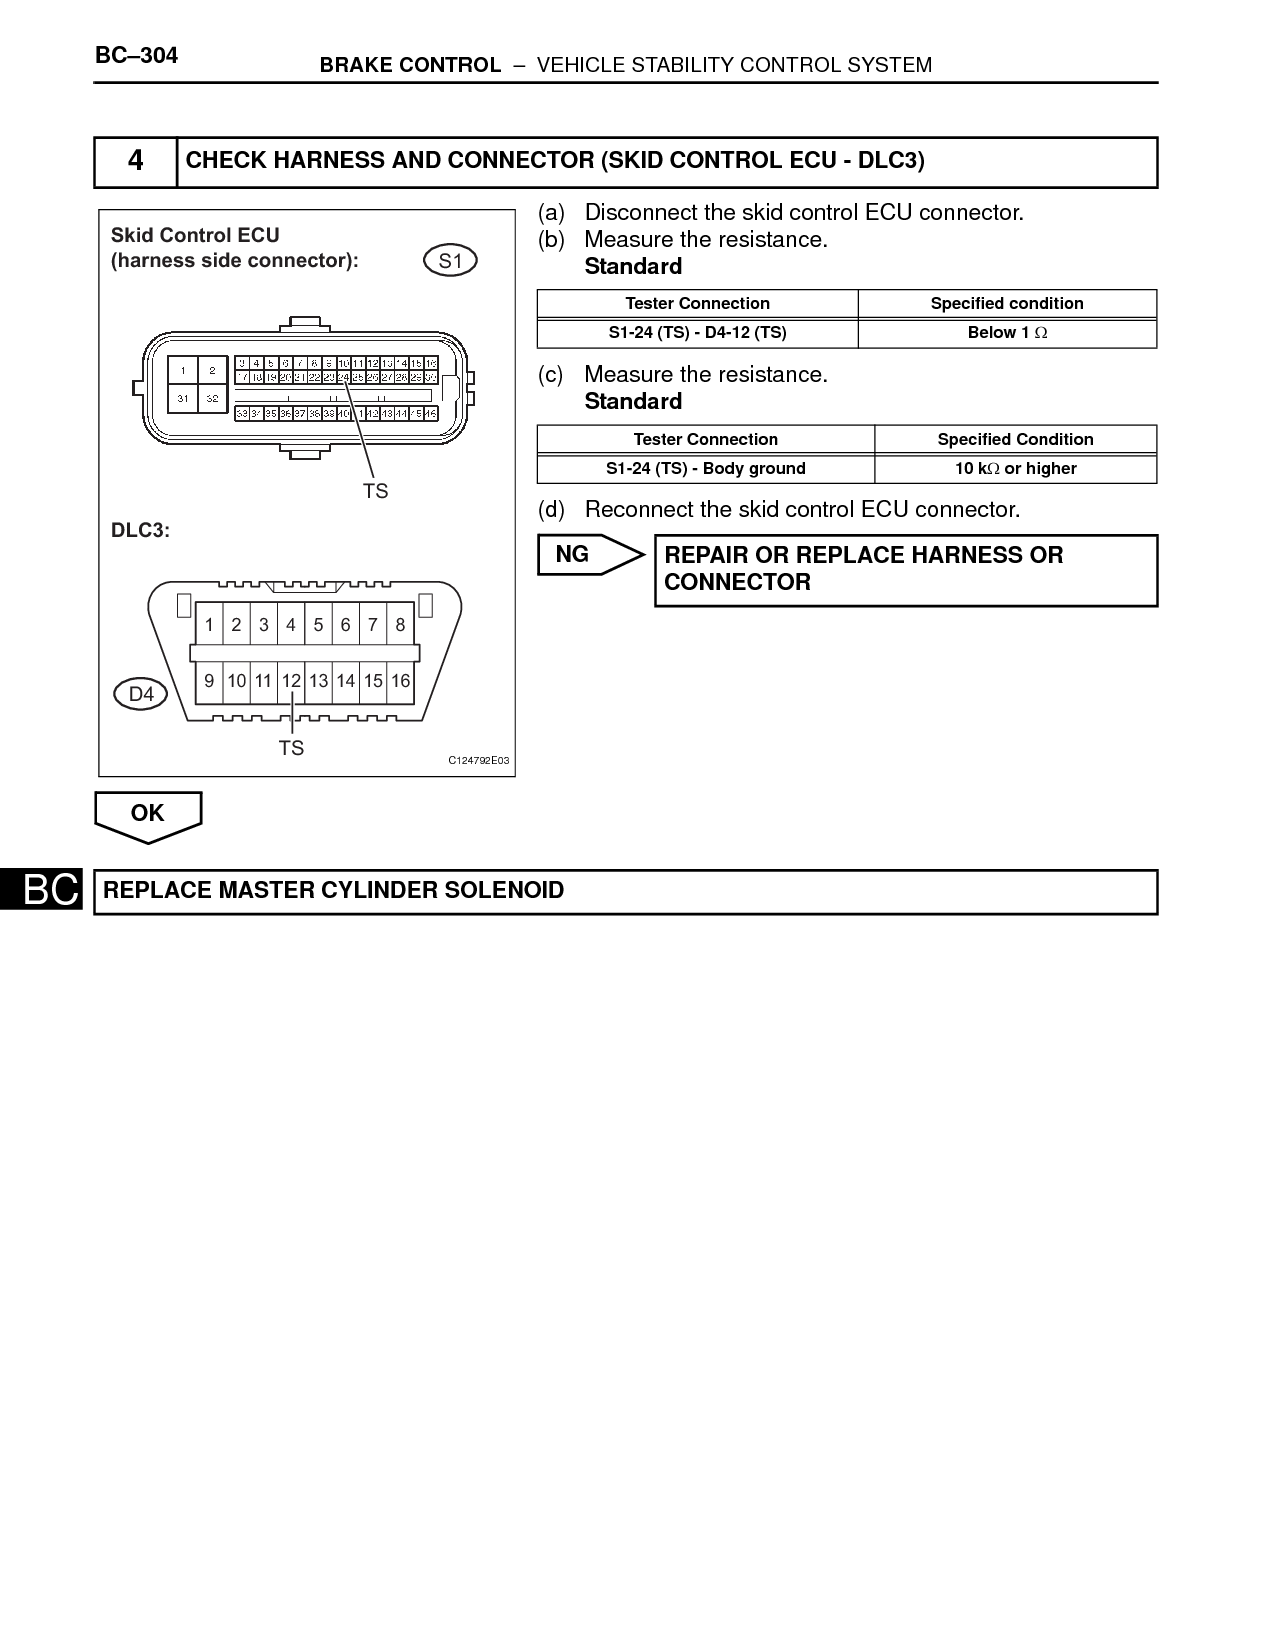 BC–304
BRAKE CONTROL – VEHICLE STABILITY CONTROL SYSTEM
4 CHECK HARNESS AND CONNECTOR (SKID CONTROL ECU - DLC3)
Skid Control ECU
(harness side connector):
S1
3 4 5 6 7 8 9 10 11 12 13 14 15 16
1 2
17 18 19 20 21 22 23 24 25 26 27 28 29 30
31 32
33 34 35 36 37 38 39 40 41 42 43 44 45 46
TS
DLC3:
1 2 3 4 5 6 7 8
9 10 11 12 13 14 15 16
D4
TS
C124792E03
(a) Disconnect the skid control ECU connector.
(b) Measure the resistance.
Standard
Tester Connection Specified condition
S1-24 (TS) - D4-12 (TS) Below 1 Ω
(c) Measure the resistance.
Standard
Tester Connection Specified Condition
S1-24 (TS) - Body ground 10 kΩ or higher
(d) Reconnect the skid control ECU connector.
NG
REPAIR OR REPLACE HARNESS OR
CONNECTOR
OK
BC
REPLACE MASTER CYLINDER SOLENOID